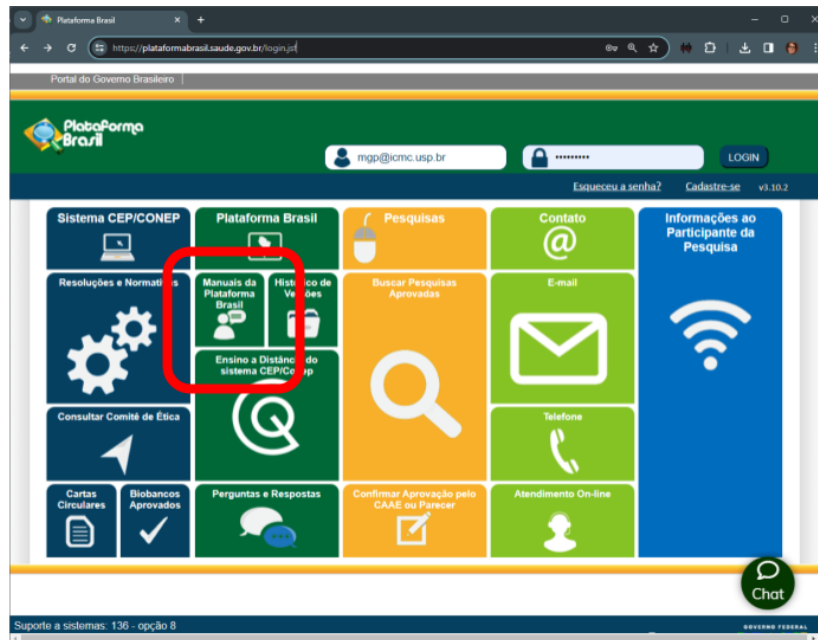 Plataforma Brasil
https://plataformabrasil.saude.gov.br/login.jsf
Portal do Governo Brasileiro |
Plataforma
Brasil
mgp@icmc.usp.br
LOGIN
Esqueceu a senha? Cadastre-se v3.10.2
Sistema CEP/CONEP
Plataforma Brasil
Pesquisas
Contato
Informações ao
Participante da
Pesquisa
Resoluções e Normativas
Manuais da
Plataforma
Brasil
Histórico de
Versões
Buscar Pesquisas
Aprovadas
E-mail
Ensino a Distância do
sistema CEP/Conep
Consultar Comitê de Ética
Telefone
Cartas
Circulares
Biobancos
Aprovados
Perguntas e Respostas
Confirmar Aprovação pelo
CAAE ou Parecer
Atendimento On-line
Chat
Suporte a sistemas: 136 - opção 8
GOVERNO FEDERAL